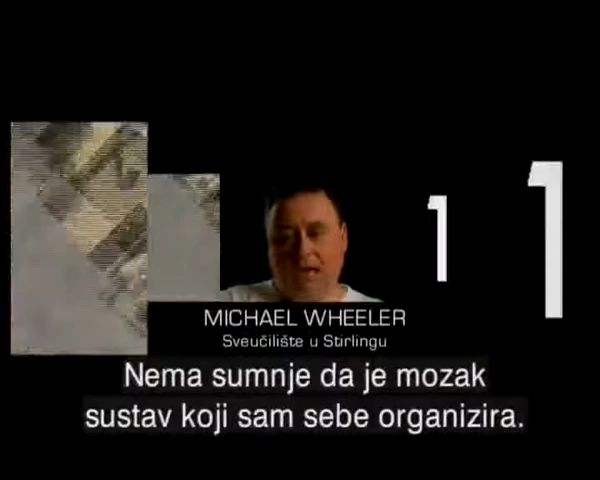 1
1
MICHAEL WHEELER
Sveučilište u Stirlingu
Nema sumnje da je mozak
sustav koji sam sebe organizira.